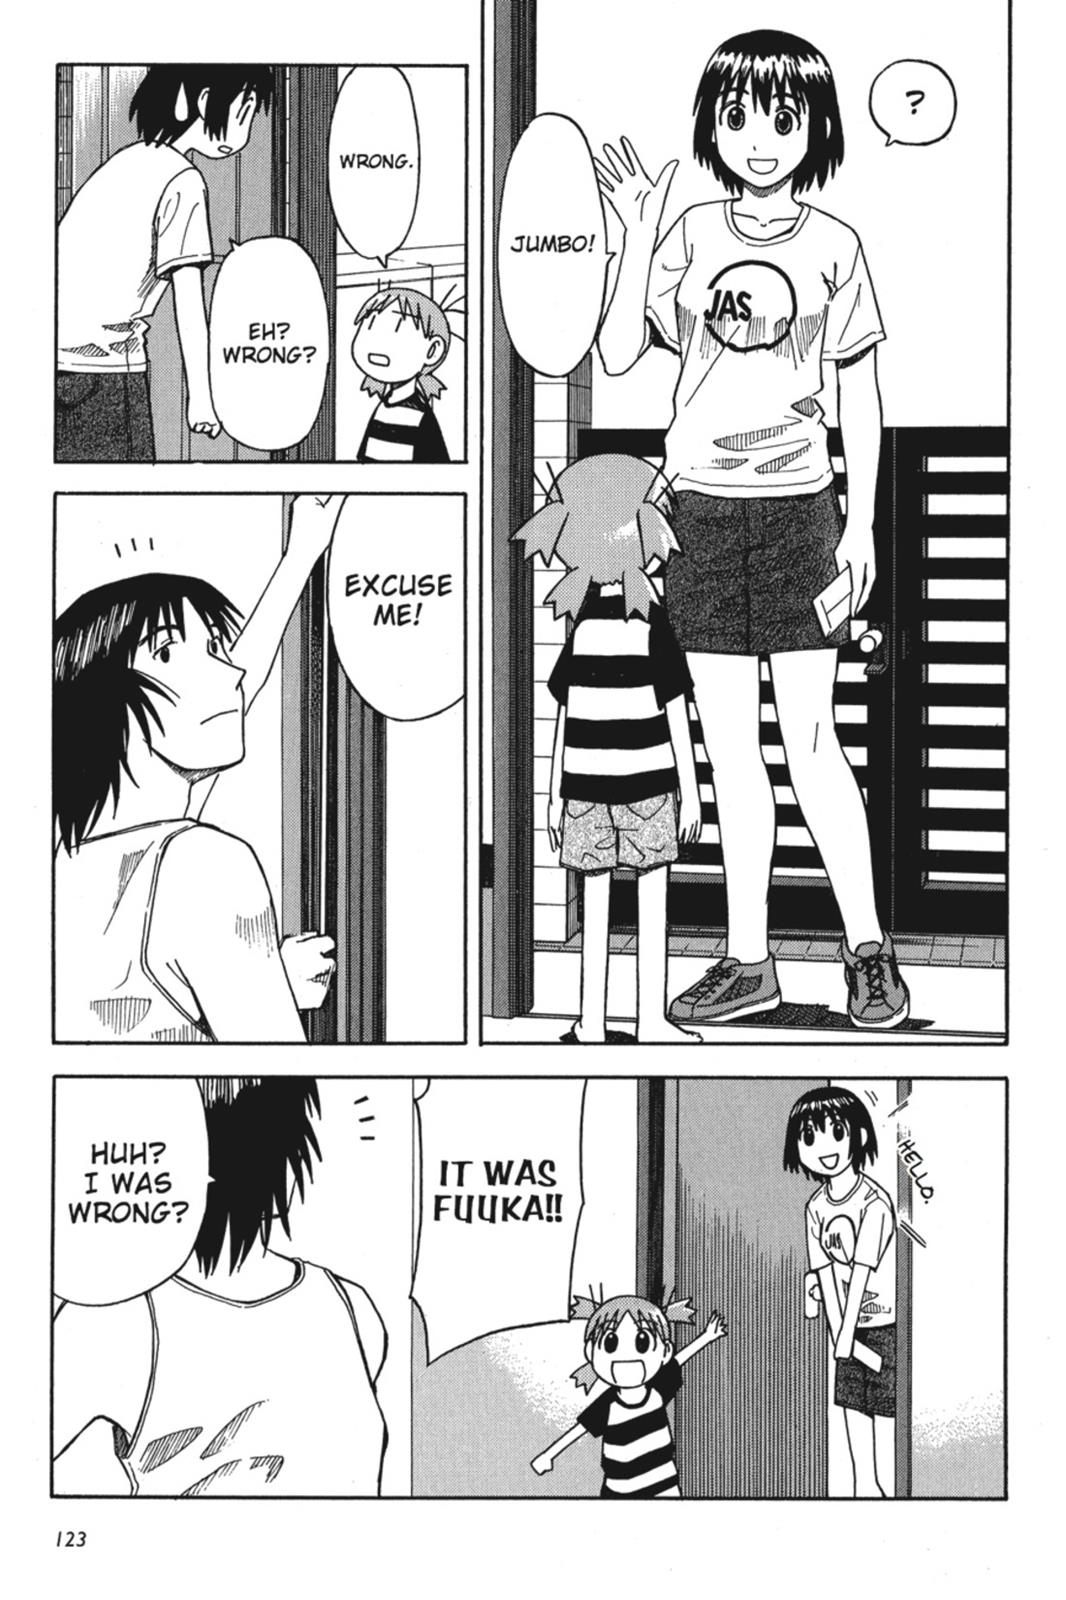 ?
JUMBO!
JAS
WRONG.
EH?
WRONG?
EXCUSE
ME!
HELLO.
JAS
IT WAS
FUUKA!!
HUH?
I WAS
WRONG?
123